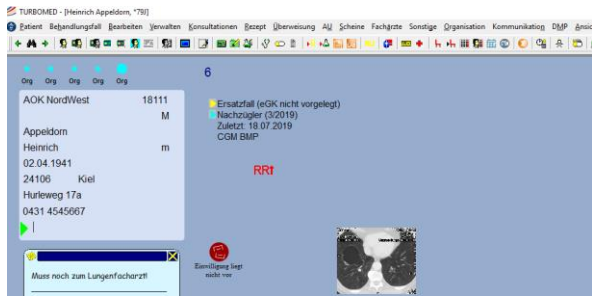 TURBOMED - [Heinrich Appeldorn, *79J]
Patient Behandlungsfall Bearbeiten Verwalten Konsultationen Rezept Überweisung AU Scheine Fachärzte Sonstige Organisation Kommunikation DMP Ansic
Org Org Org Org Org
6
AOK NordWest 18111
M
Appeldorn
Heinrich m
02.04.1941
24106 Kiel
Hurleweg 17a
0431 4545667
Ersatzfall (eGK nicht vorgelegt)
Nachzügler (3/2019)
Zuletzt: 18.07.2019
CGM BMP
RR↑
Muss noch zum Lungenfacharzt!
Einwilligung liegt
nicht vor